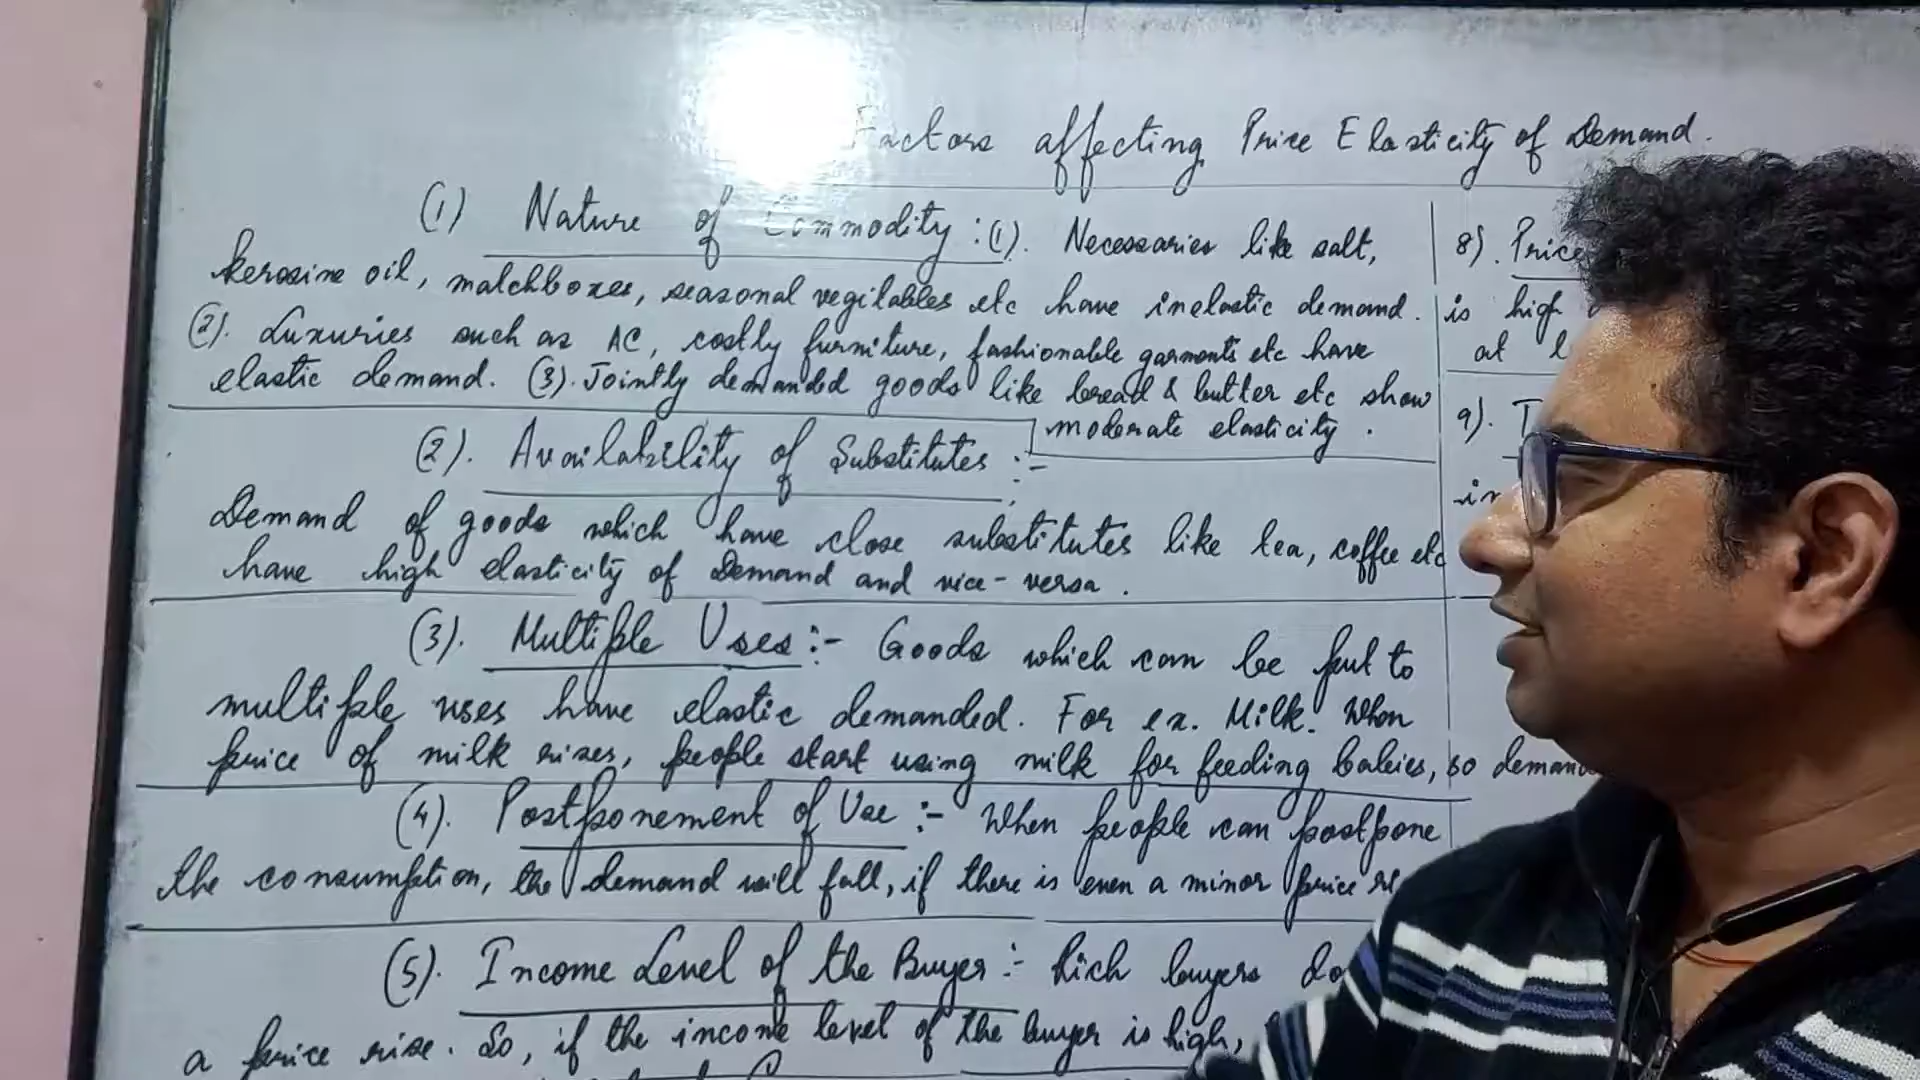 Factors affecting Price Elasticity of Demand.
(1) Nature of Commodity :(1). Necessaries like salt,
kerosine oil, matchboxes, seasonal vegitables etc have inelastic demand.
(2). Luxuries such as AC, costly furniture, fashionable garments etc have
elastic demand. (3). Jointly demanded goods like bread & butter etc show
moderate elasticity .
(2). Availability of Substitutes :-
Demand of goods which have close substitutes like tea, coffee etc
have high elasticity of Demand and vice-versa .
(3). Multiple Uses :- Goods which can be put to
multiple uses have elastic demanded. For ex. Milk. When
price of milk rises, people start using milk for feeding babies, so deman
(4). Postponement of Use :- When people can postpone
the consumption, the demand will fall, if there is even a minor price
(5). Income Level of the Buyer :- Rich buyers do
a price rise. So, if the income level of the buyer is high,
8). Price
is high
at
9).
in